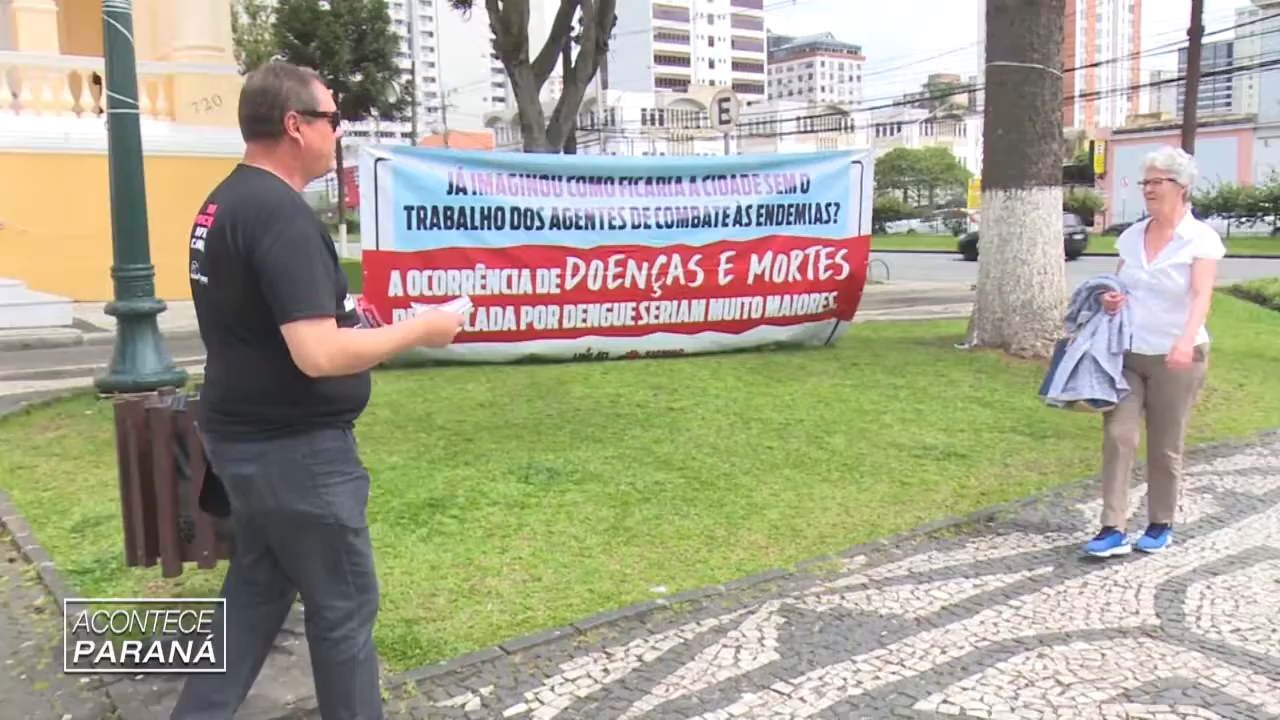 720
E
JÁ IMAGINOU COMO FICARIA A CIDADE SEM O
TRABALHO DOS AGENTES DE COMBATE ÀS ENDEMIAS?
A OCORRÊNCIA DE DOENÇAS E MORTES
POR DENGUE SERIAM MUITO MAIORES.
ACONTECE
PARANÁ